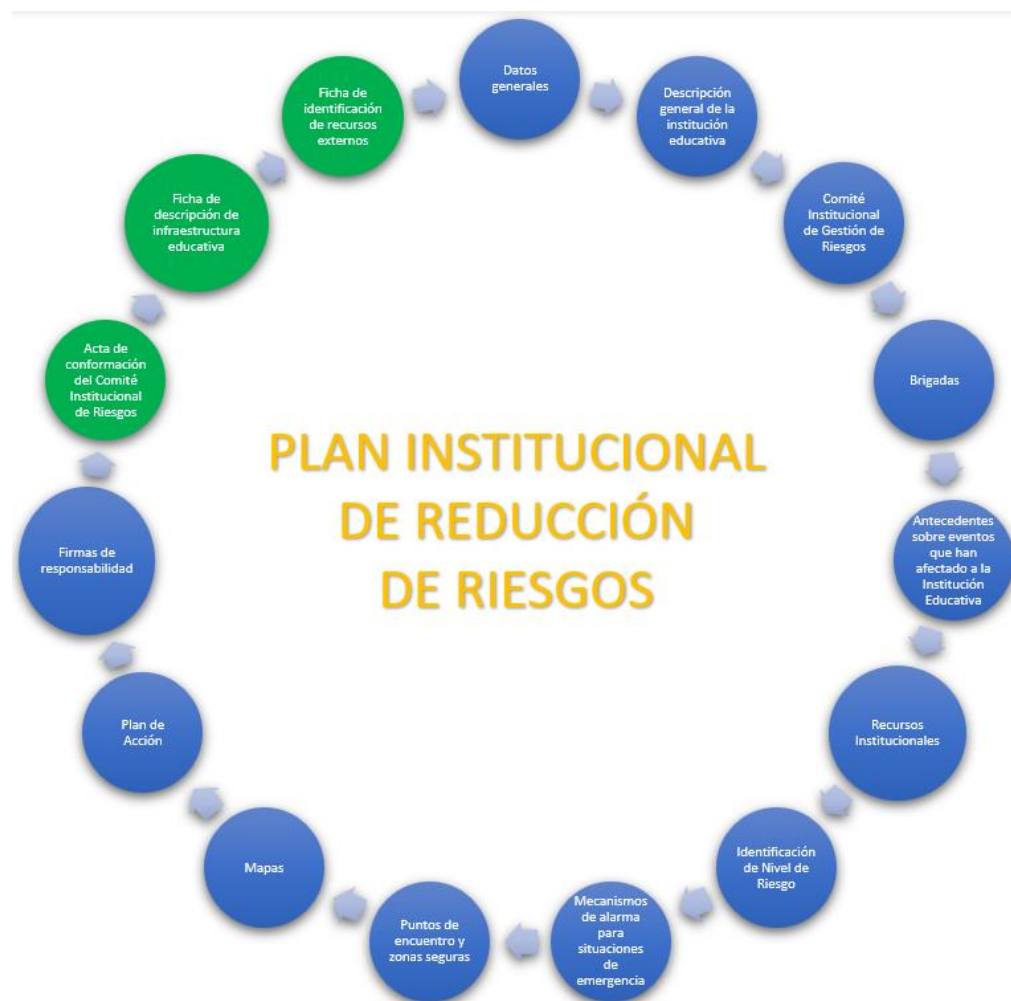 Datos
generales
Descripción
general de la
institución
educativa
Comité
Institucional
de Gestión de
Riesgos
Brigadas
Antecedentes
sobre eventos
que han
afectado a la
Institución
Educativa
Recursos
Institucionales
Identificación
de Nivel de
Riesgo
Mecanismos
de alarma
para
situaciones
de
emergencia
Puntos de
encuentro y
zonas seguras
Mapas
Plan de
Acción
Firmas de
responsabilidad
Acta de
conformación
del Comité
Institucional
de Riesgos
Ficha de
descripción de
infraestructura
educativa
Ficha de
identificación
de recursos
externos
PLAN INSTITUCIONAL
DE REDUCCIÓN
DE RIESGOS